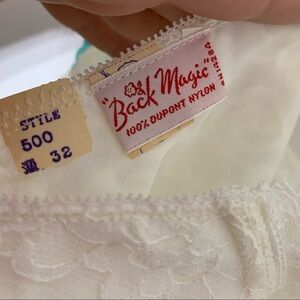 STYLE
500
32
"Back Magic"
100% DUPONT NYLON